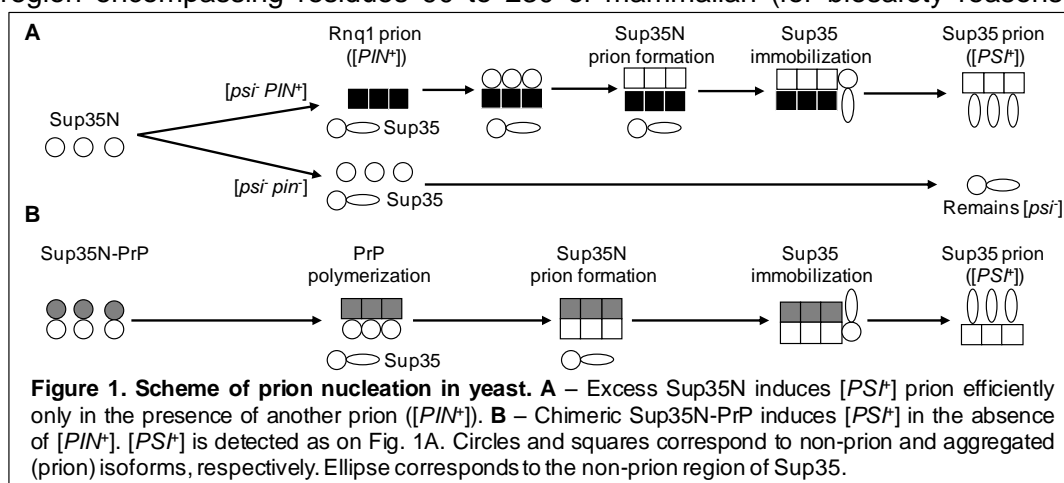 region encompassing residues 90 to 230 of mammalian (for biosafety reasons
A
Rnq1 prion
([PIN+])
Sup35N
prion formation
Sup35
immobilization
Sup35 prion
([PSI+])
[psi- PIN+]
Sup35N
Sup35
[psi- pin-]
Sup35
Remains [psi-]
B
Sup35N-PrP
PrP
polymerization
Sup35N
prion formation
Sup35
immobilization
Sup35 prion
([PSI+])
Sup35
Figure 1. Scheme of prion nucleation in yeast. A – Excess Sup35N induces [PSI+] prion efficiently
only in the presence of another prion ([PIN+]). B – Chimeric Sup35N-PrP induces [PSI+] in the absence
of [PIN+]. [PSI+] is detected as on Fig. 1A. Circles and squares correspond to non-prion and aggregated
(prion) isoforms, respectively. Ellipse corresponds to the non-prion region of Sup35.